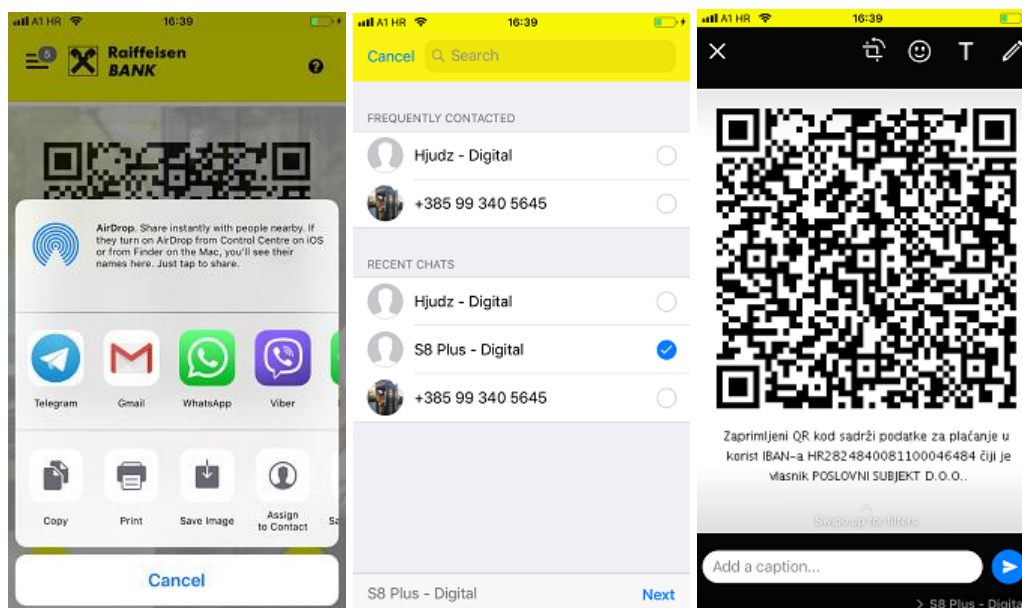 A1 HR 16:39
5
Raiffeisen
BANK
?
AirDrop. Share instantly with people nearby. If
they turn on AirDrop from Control Centre on iOS
or from Finder on the Mac, you'll see their
names here. Just tap to share.
Telegram Gmail WhatsApp Viber
Copy Print Save Image Assign
to Contact
Cancel
A1 HR 16:39
Cancel Search
FREQUENTLY CONTACTED
Hjudz - Digital
+385 99 340 5645
RECENT CHATS
Hjudz - Digital
S8 Plus - Digital
+385 99 340 5645
S8 Plus - Digital Next
A1 HR 16:39
T
Zaprimljeni QR kod sadrži podatke za plaćanje u
korist IBAN-a HR2824840081100046484 čiji je
vlasnik POSLOVNI SUBJEKT D.O.O..
Swipe up for filters
Add a caption...
> S8 Plus - Digita